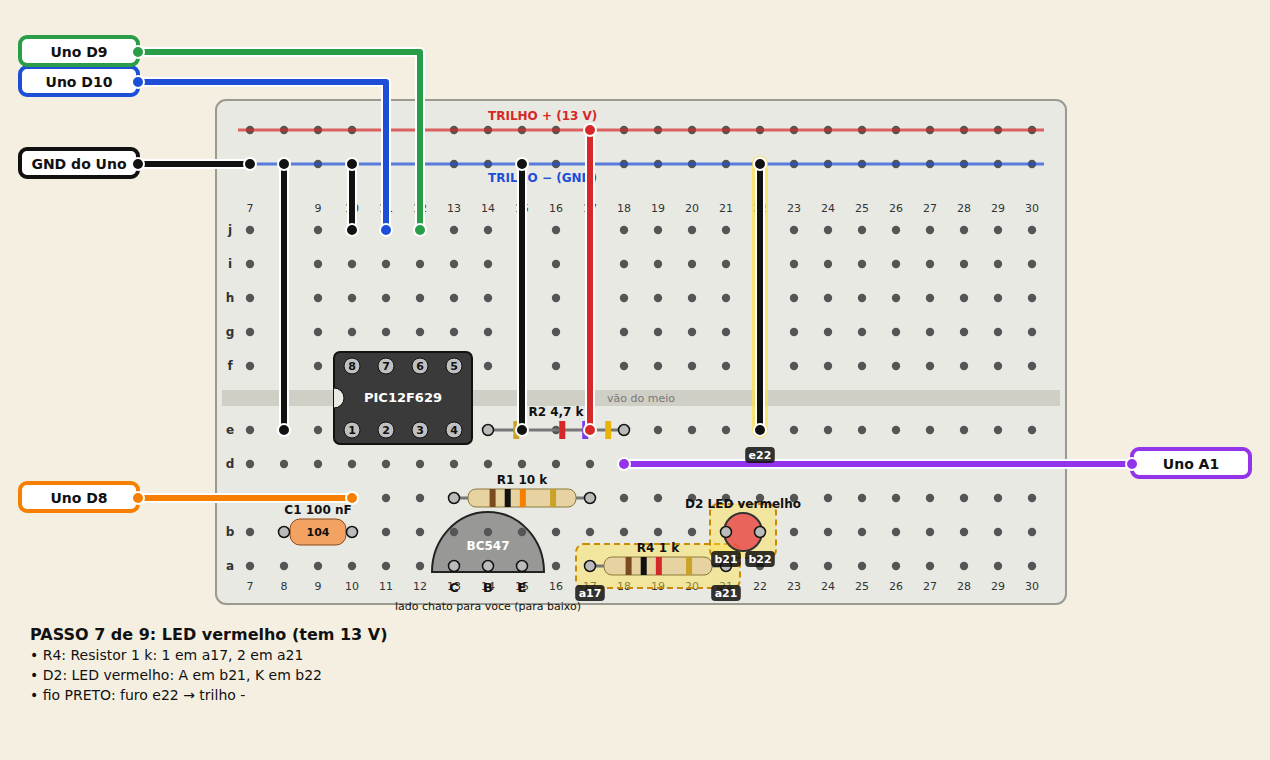 Uno D9
Uno D10
GND do Uno
TRILHO + (13 V)
TRILHO − (GND)
7 9 13 14 16 18 19 20 21 23 24 25 26 27 28 29 30
j
i
h
g
f
8 7 6 5
PIC12F629
vão do meio
R2 4,7 k
e
1 2 3 4
e22
d
Uno A1
R1 10 k
Uno D8
D2 LED vermelho
C1 100 nF
b
104
BC547
R4 1 k
b21 b22
a
7 8 9 10 11 12 13 14 15 16 17 18 19 20 21 22 23 24 25 26 27 28 29 30
C B E
a17 a21
lado chato para voce (para baixo)
PASSO 7 de 9: LED vermelho (tem 13 V)
• R4: Resistor 1 k: 1 em a17, 2 em a21
• D2: LED vermelho: A em b21, K em b22
• fio PRETO: furo e22 → trilho -